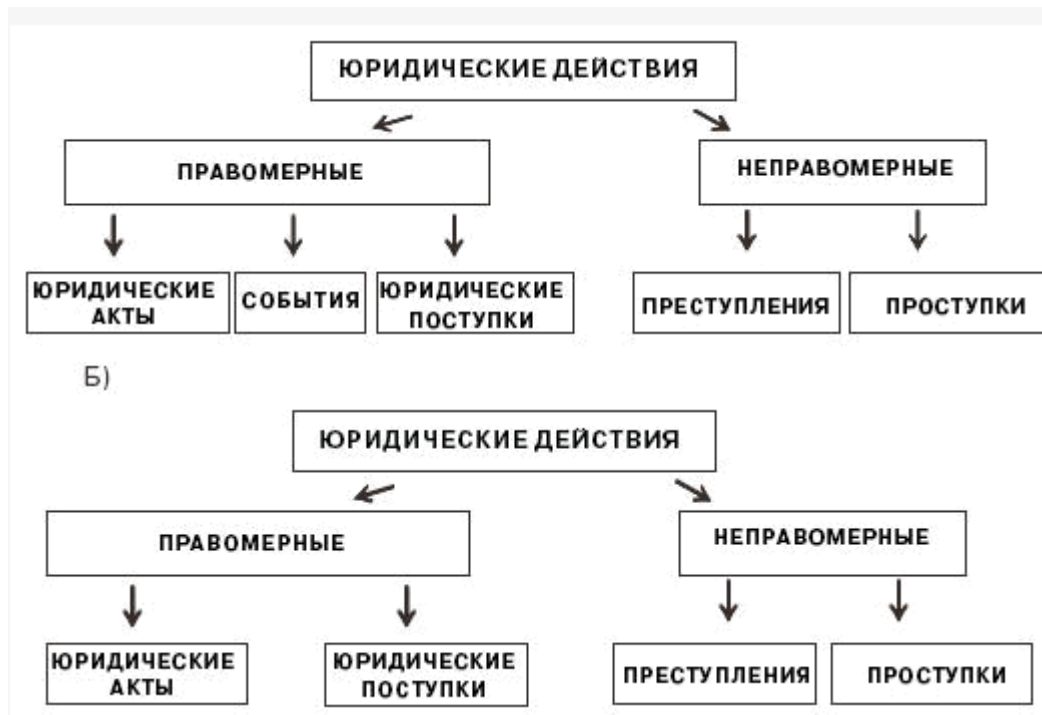 ЮРИДИЧЕСКИЕ ДЕЙСТВИЯ
ПРАВОМЕРНЫЕ
НЕПРАВОМЕРНЫЕ
ЮРИДИЧЕСКИЕ
АКТЫ
СОБЫТИЯ
ЮРИДИЧЕСКИЕ
ПОСТУПКИ
ПРЕСТУПЛЕНИЯ
ПРОСТУПКИ
Б)
ЮРИДИЧЕСКИЕ ДЕЙСТВИЯ
ПРАВОМЕРНЫЕ
НЕПРАВОМЕРНЫЕ
ЮРИДИЧЕСКИЕ
АКТЫ
ЮРИДИЧЕСКИЕ
ПОСТУПКИ
ПРЕСТУПЛЕНИЯ
ПРОСТУПКИ